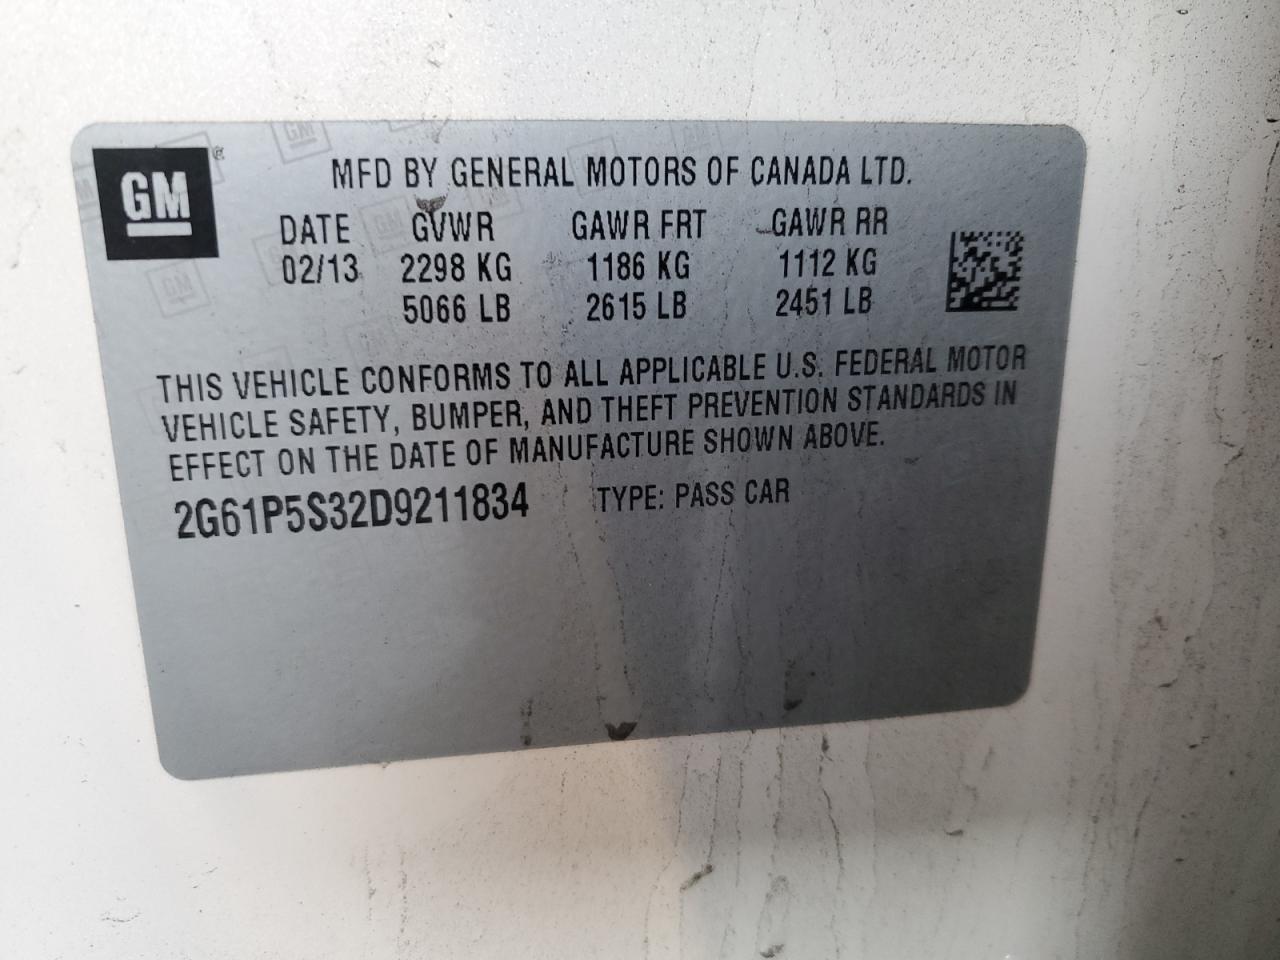 GM
MFD BY GENERAL MOTORS OF CANADA LTD.
DATE GVWR GAWR FRT GAWR RR
02/13 2298 KG 1186 KG 1112 KG
5066 LB 2615 LB 2451 LB
THIS VEHICLE CONFORMS TO ALL APPLICABLE U.S. FEDERAL MOTOR
VEHICLE SAFETY, BUMPER, AND THEFT PREVENTION STANDARDS IN
EFFECT ON THE DATE OF MANUFACTURE SHOWN ABOVE.
2G61P5S32D9211834 TYPE: PASS CAR